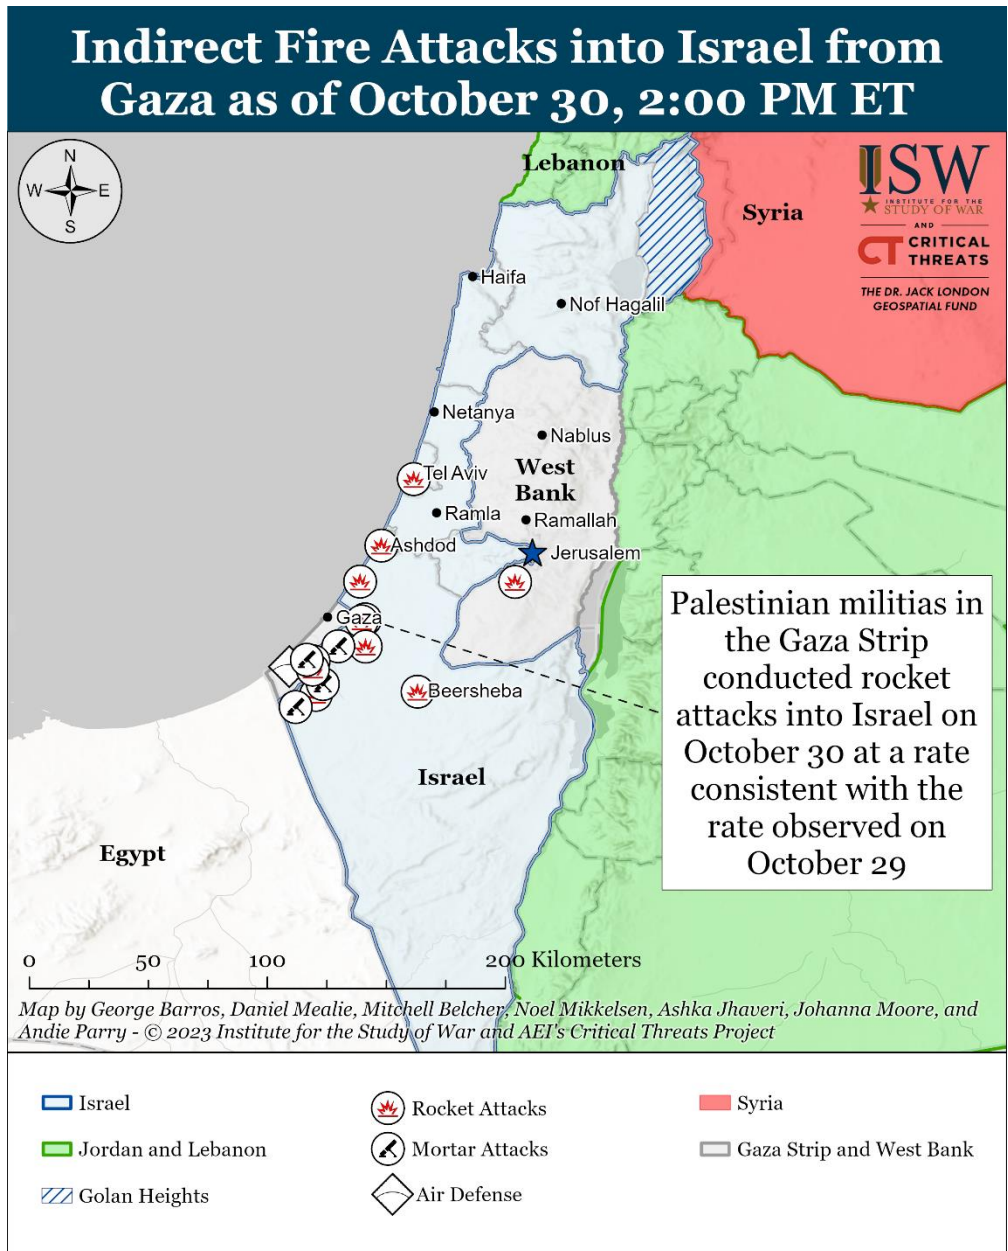 Indirect Fire Attacks into Israel from
Gaza as of October 30, 2:00 PM ET
N
W E
S
Lebanon
Syria
ISW
INSTITUTE FOR THE
STUDY OF WAR
AND
CT CRITICAL
THREATS
THE DR. JACK LONDON
GEOSPATIAL FUND
Haifa
Nof Hagalil
Netanya
Nablus
West
Bank
Tel Aviv
Ramla
Ramallah
Ashdod
Jerusalem
Gaza
Beersheba
Israel
Egypt
Palestinian militias in
the Gaza Strip
conducted rocket
attacks into Israel on
October 30 at a rate
consistent with the
rate observed on
October 29
0 50 100 200 Kilometers
Map by George Barros, Daniel Mealie, Mitchell Belcher, Noel Mikkelsen, Ashka Jhaveri, Johanna Moore, and
Andie Parry - © 2023 Institute for the Study of War and AEI's Critical Threats Project
Israel
Jordan and Lebanon
Golan Heights
Rocket Attacks
Mortar Attacks
Air Defense
Syria
Gaza Strip and West Bank